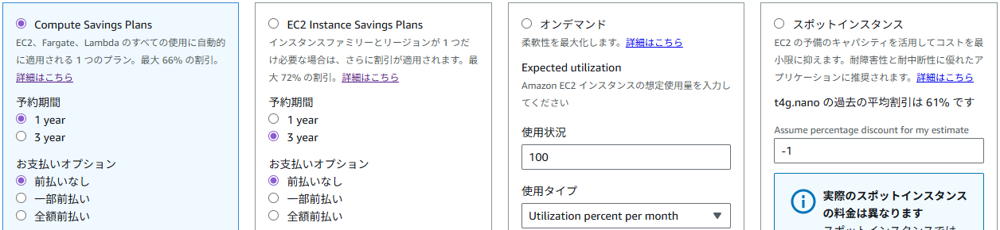 Compute Savings Plans
EC2、Fargate、Lambda のすべての使用に自動的
に適用される 1 つのプラン。最大 66% の割引。
詳細はこちら
予約期間
1 year
3 year
お支払いオプション
前払いなし
一部前払い
全額前払い
EC2 Instance Savings Plans
インスタンスファミリーとリージョンが 1 つだ
け必要な場合は、さらに割引が適用されます。最
大 72% の割引。詳細はこちら
予約期間
1 year
3 year
お支払いオプション
前払いなし
一部前払い
全額前払い
オンデマンド
柔軟性を最大化します。詳細はこちら
Expected utilization
Amazon EC2 インスタンスの想定使用量を入力し
てください
使用状況
100
使用タイプ
Utilization percent per month
スポットインスタンス
EC2 の予備のキャパシティを活用してコストを最
小限に抑えます。耐障害性と耐中断性に優れたア
プリケーションに推奨されます。詳細はこちら
t4g.nano の過去の平均割引は 61% です
Assume percentage discount for my estimate
-1
実際のスポットインスタンス
の料金は異なります
スポットインスタンスでは